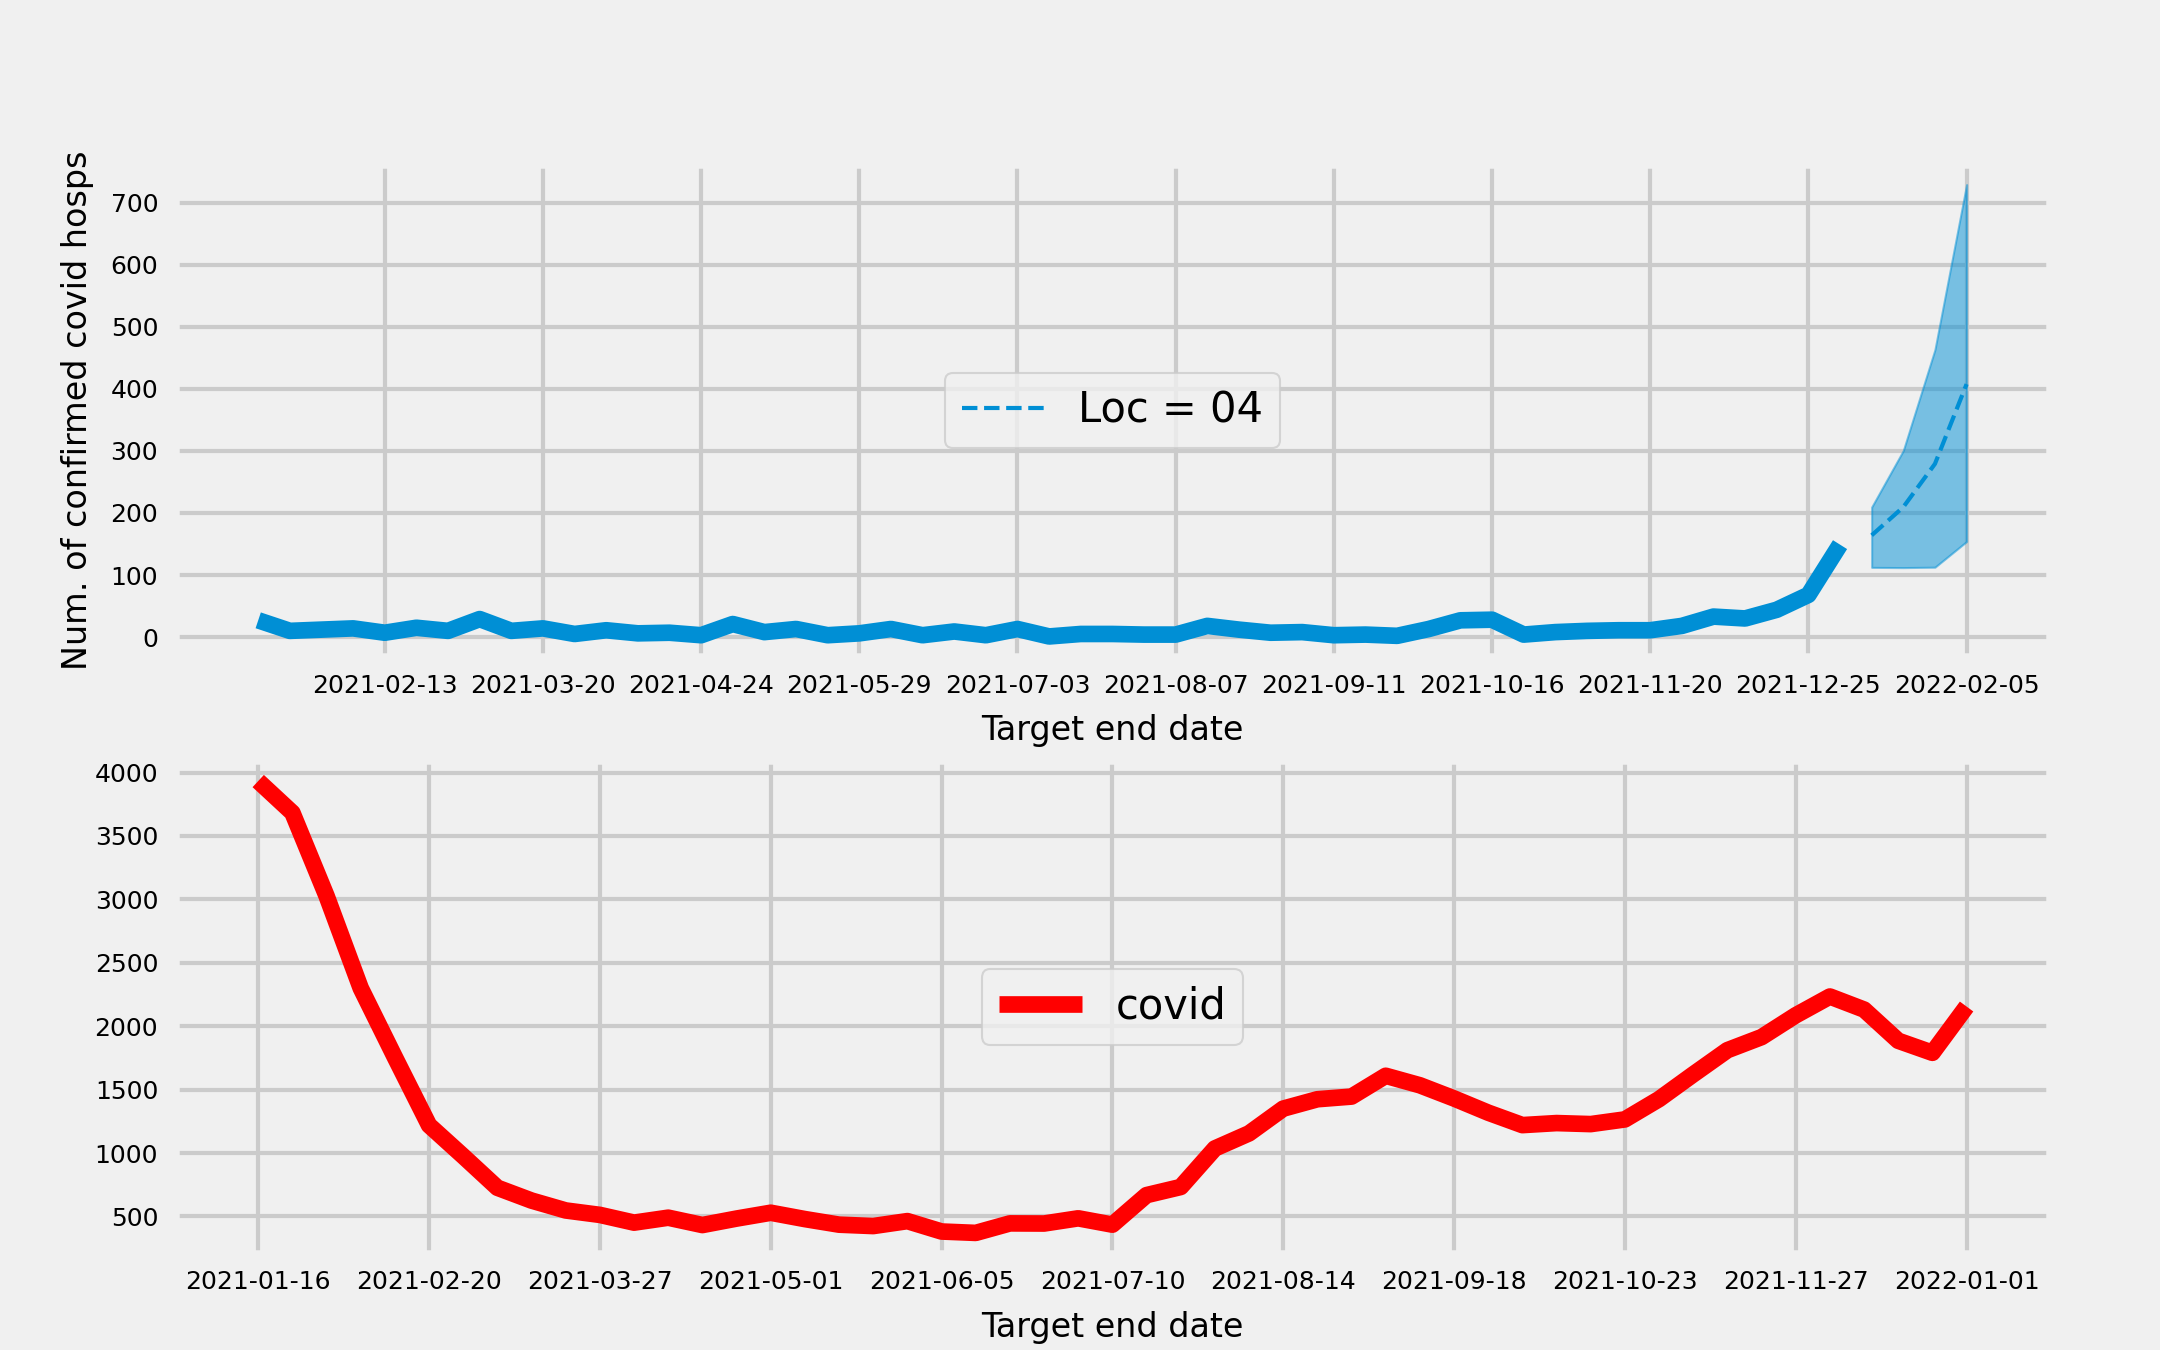 Num. of confirmed covid hosps
700
600
500
400
300
200
100
0
Loc = 04
2021-02-13 2021-03-20 2021-04-24 2021-05-29 2021-07-03 2021-08-07 2021-09-11 2021-10-16 2021-11-20 2021-12-25 2022-02-05
Target end date
4000
3500
3000
2500
2000
1500
1000
500
covid
2021-01-16 2021-02-20 2021-03-27 2021-05-01 2021-06-05 2021-07-10 2021-08-14 2021-09-18 2021-10-23 2021-11-27 2022-01-01
Target end date